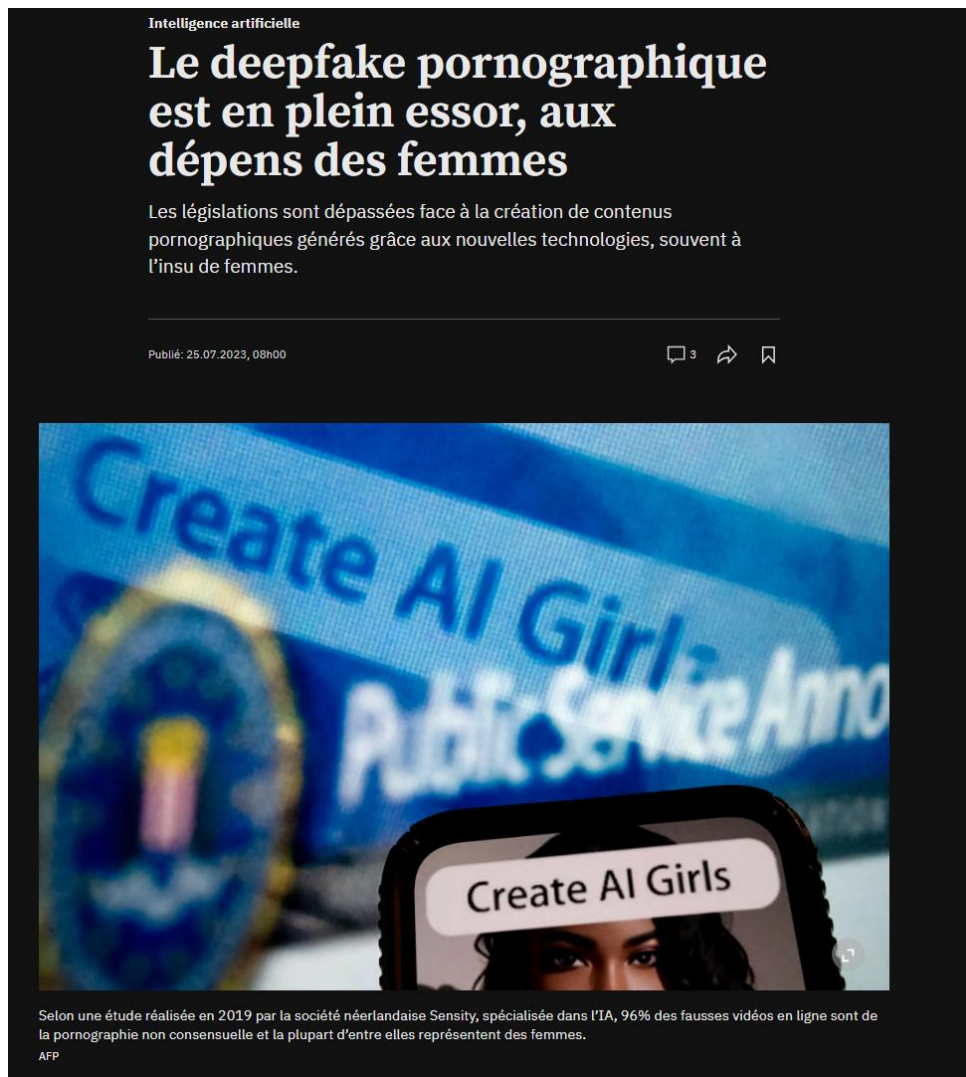 Intelligence artificielle
Le deepfake pornographique
est en plein essor, aux
dépens des femmes
Les législations sont dépassées face à la création de contenus
pornographiques générés grâce aux nouvelles technologies, souvent à
l’insu de femmes.
Publié: 25.07.2023, 08h00
3
Create AI Girls
Public Service Anno
Create AI Girls
Selon une étude réalisée en 2019 par la société néerlandaise Sensity, spécialisée dans l’IA, 96% des fausses vidéos en ligne sont de
la pornographie non consensuelle et la plupart d’entre elles représentent des femmes.
AFP